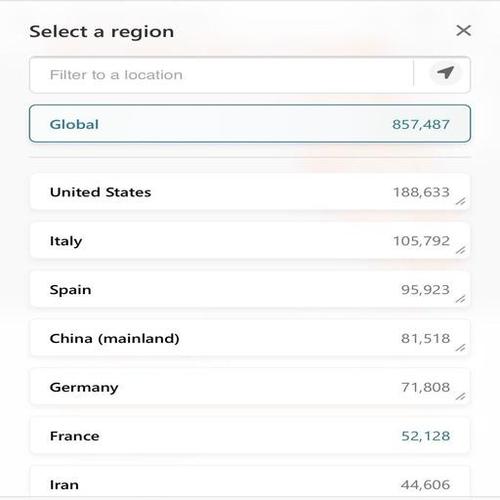 Select a region
Filter to a location
Global 857,487
United States 188,633
Italy 105,792
Spain 95,923
China (mainland) 81,518
Germany 71,808
France 52,128
Iran 44,606